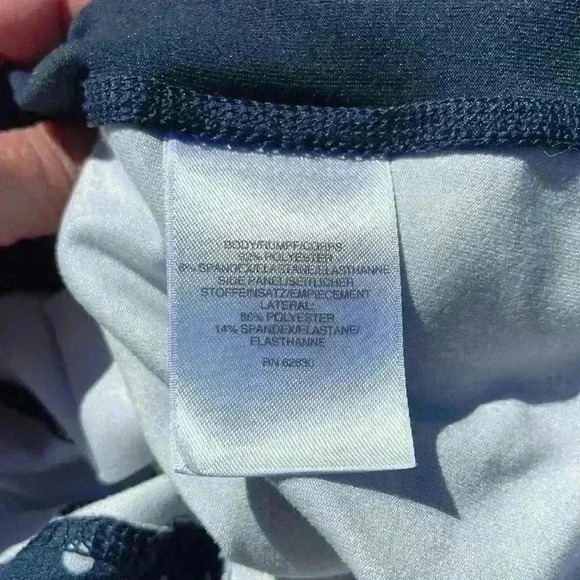 BODY/RUMPF/CORPS:
92% POLYESTER
8% SPANDEX/ELASTANE/ELASTHANNE
SIDE PANEL/SEITLICHER
STOFFEINSATZ/EMPIECEMENT
LATERAL:
86% POLYESTER
14% SPANDEX/ELASTANE/
ELASTHANNE
RN 62830